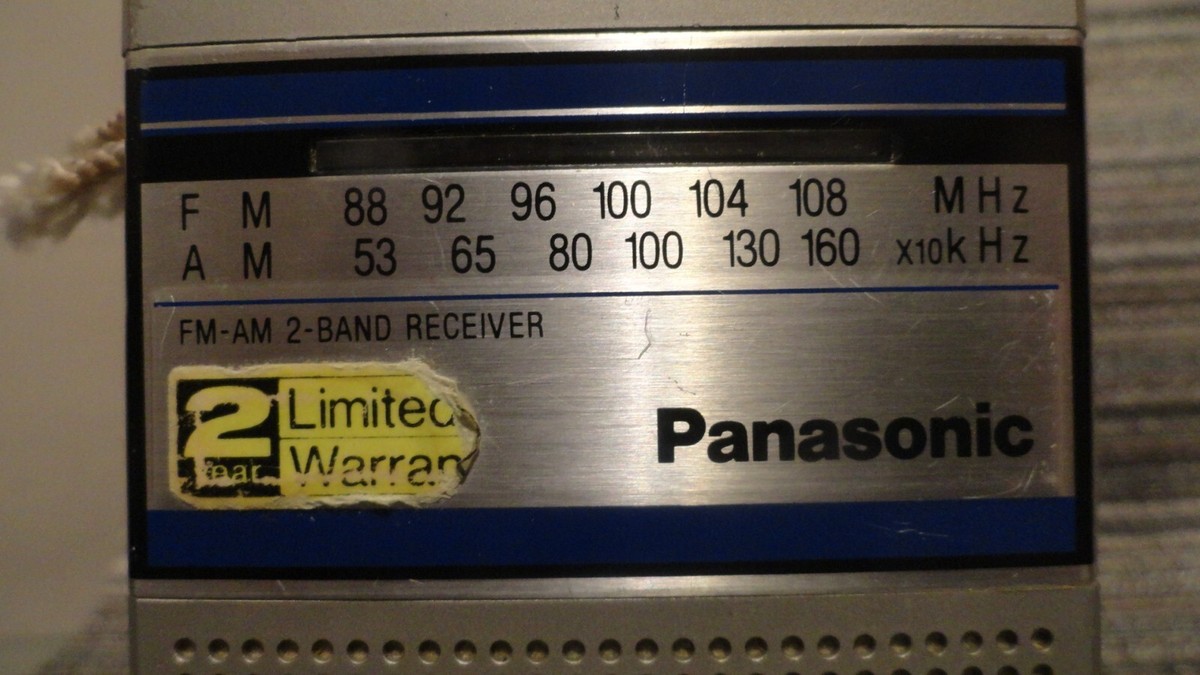 F M 88 92 96 100 104 108 MHz
A M 53 65 80 100 130 160 x10kHz
FM-AM 2-BAND RECEIVER
2 Limited
Year Warran
Panasonic